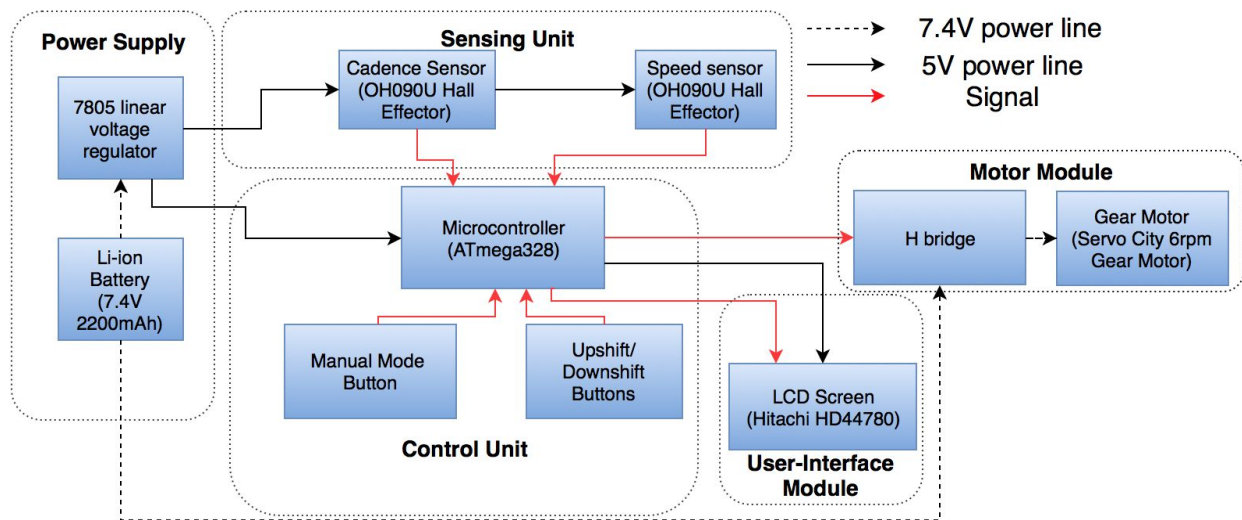 Power Supply
7805 linear
voltage
regulator
Li-ion
Battery
(7.4V
2200mAh)
Sensing Unit
Cadence Sensor
(OH090U Hall
Effector)
Speed sensor
(OH090U Hall
Effector)
7.4V power line
5V power line
Signal
Microcontroller
(ATmega328)
Manual Mode
Button
Upshift/
Downshift
Buttons
Control Unit
Motor Module
H bridge
Gear Motor
(Servo City 6rpm
Gear Motor)
LCD Screen
(Hitachi HD44780)
User-Interface
Module